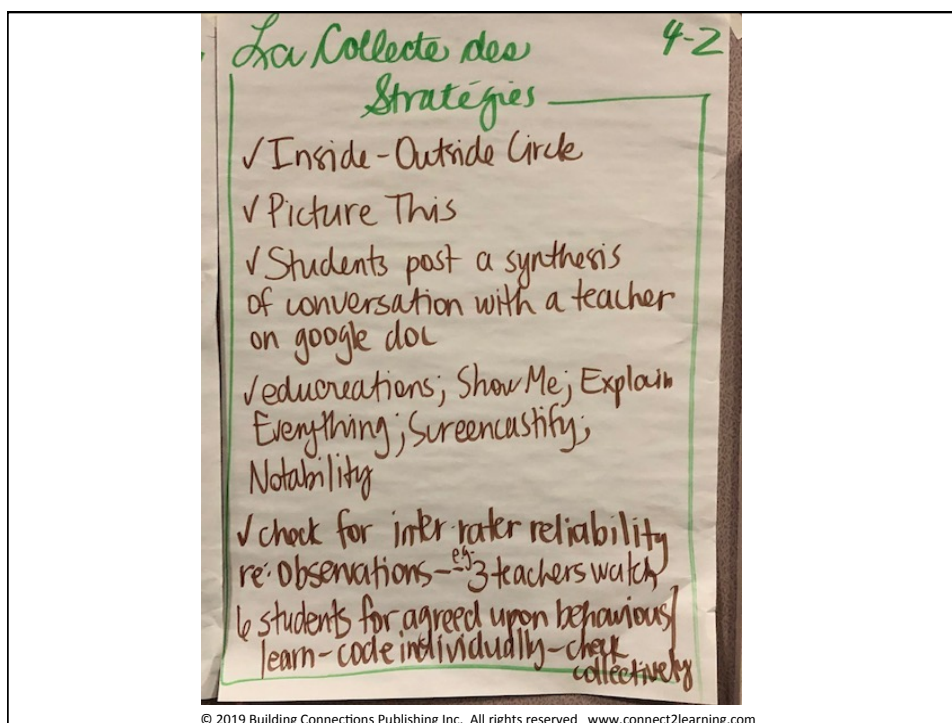 La Collecte des 4-2
Stratégies
✓ Inside-Outside Circle
✓ Picture This
✓ Students post a synthesis
of conversation with a teacher
on google doc
✓ educreations; Show Me; Explain
Everything; Screencastify;
Notability
✓ check for inter-rater reliability
re: observations - eg. 3 teachers watch
6 students for agreed upon behaviours/
learn - code individually - check
collectively
© 2019 Building Connections Publishing Inc. All rights reserved. www.connect2learning.com